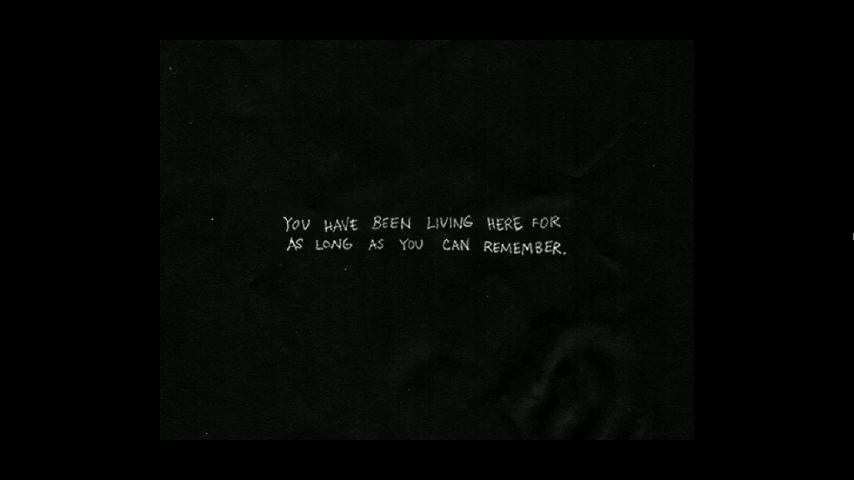 YOU HAVE BEEN LIVING HERE FOR
AS LONG AS YOU CAN REMEMBER.